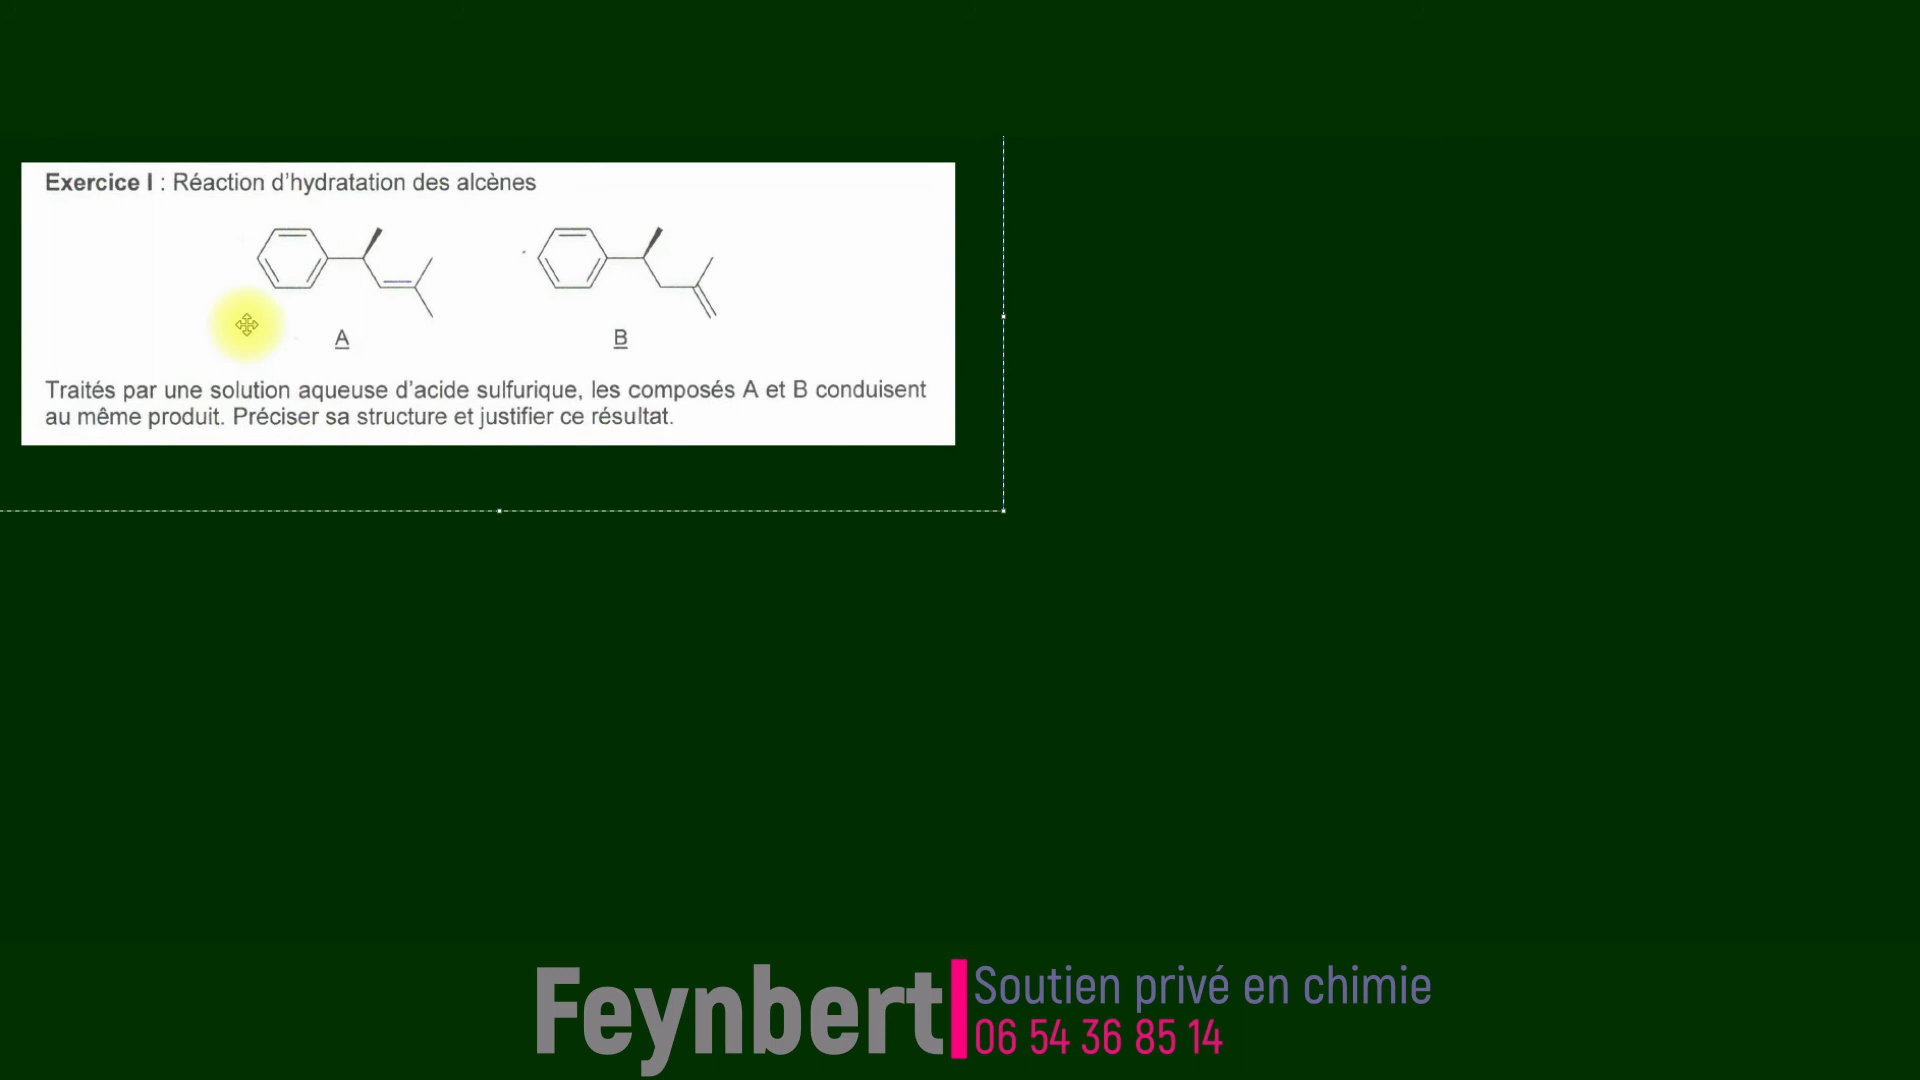 Exercice I : Réaction d'hydratation des alcènes
A
B
Traités par une solution aqueuse d'acide sulfurique, les composés A et B conduisent
au même produit. Préciser sa structure et justifier ce résultat.
Feynbert
Soutien privé en chimie
06 54 36 85 14